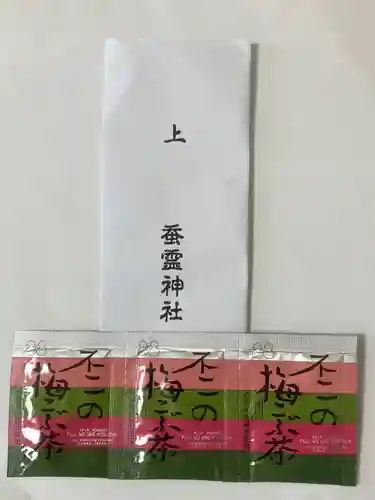 上
蚕霊神社
不二の
梅こぶ茶
不二の
梅こぶ茶
不二の
梅こぶ茶